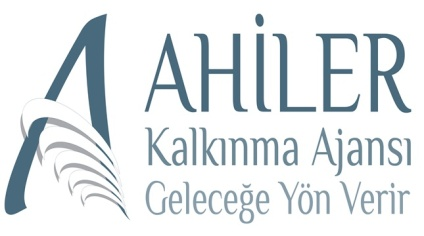 AHİLER
Kalkınma Ajansı
Geleceğe Yön Verir